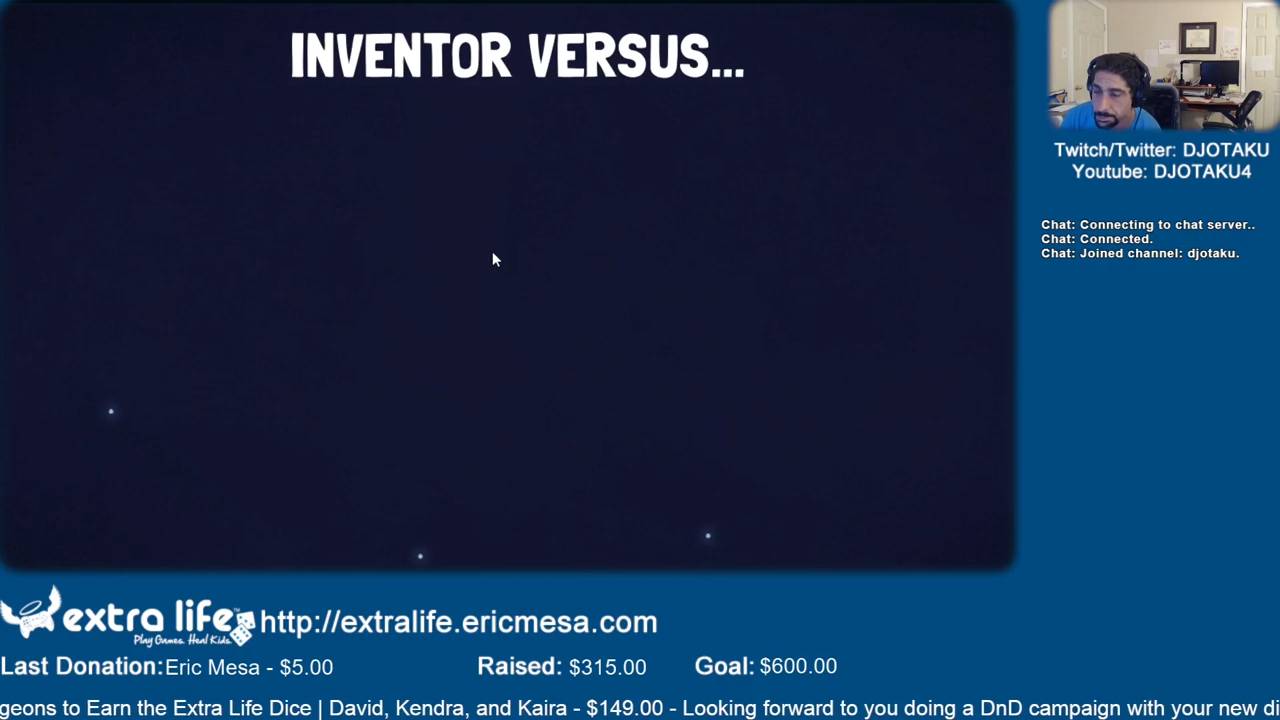 INVENTOR VERSUS...
Twitch/Twitter: DJOTAKU
Youtube: DJOTAKU4
Chat: Connecting to chat server..
Chat: Connected.
Chat: Joined channel: djotaku.
extra life
Play Games. Heal Kids.
http://extralife.ericmesa.com
Last Donation: Eric Mesa - $5.00
Raised: $315.00
Goal: $600.00
geons to Earn the Extra Life Dice | David, Kendra, and Kaira - $149.00 - Looking forward to you doing a DnD campaign with your new di